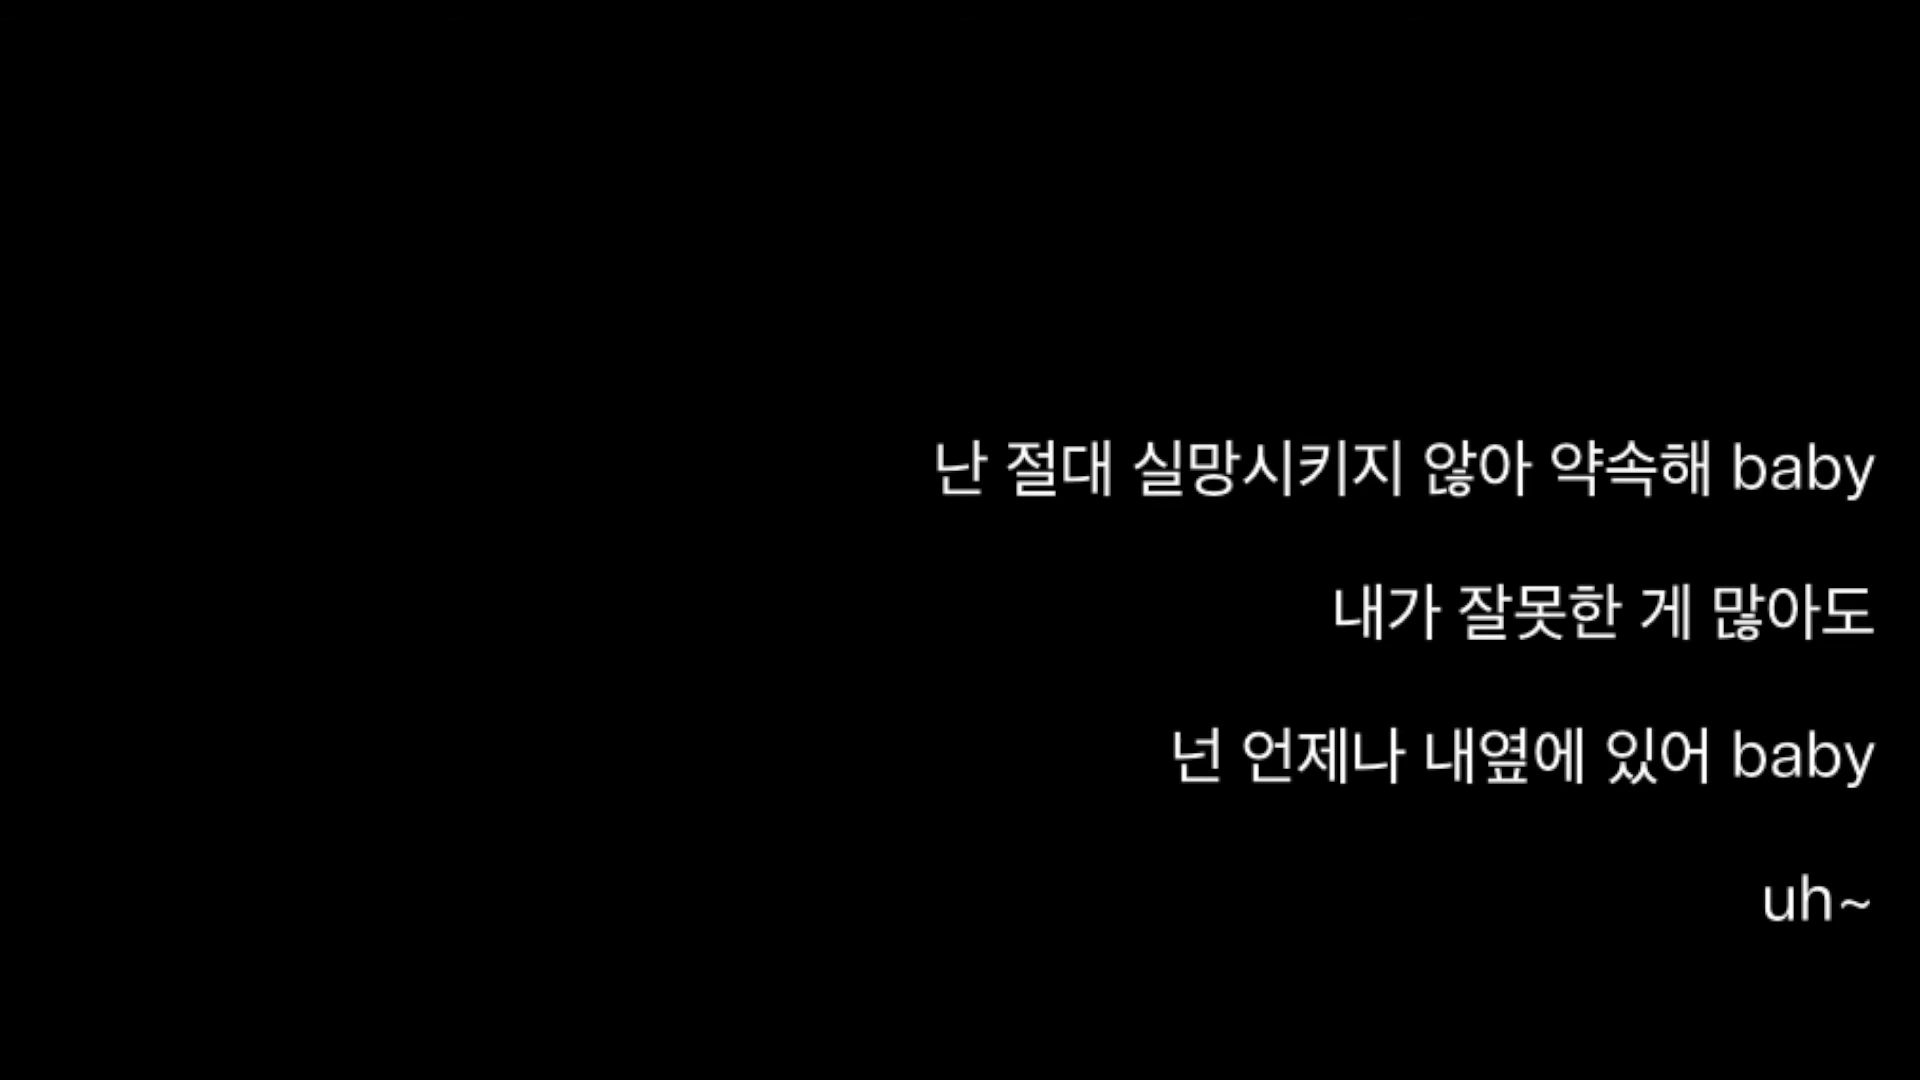 난 절대 실망시키지 않아 약속해 baby
내가 잘못한 게 많아도
넌 언제나 내옆에 있어 baby
uh~